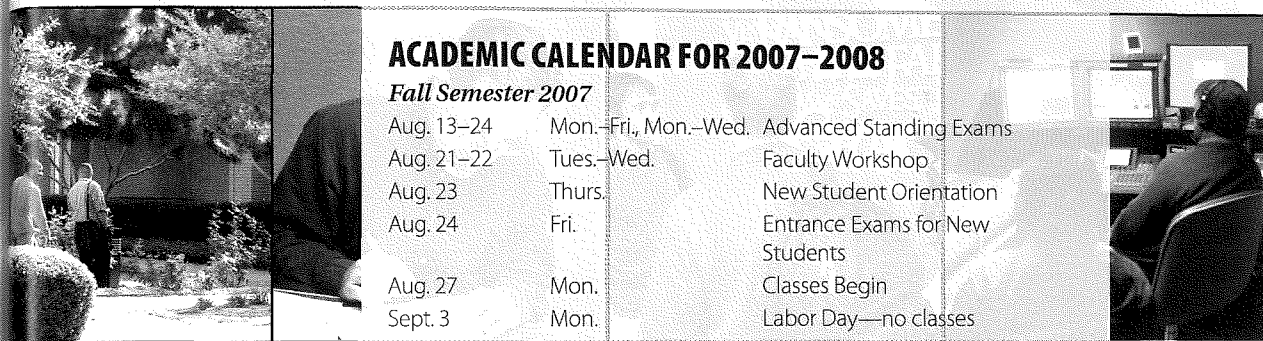 ACADEMIC CALENDAR FOR 2007–2008
Fall Semester 2007
Aug. 13–24 Mon.–Fri., Mon.–Wed. Advanced Standing Exams
Aug. 21–22 Tues.–Wed. Faculty Workshop
Aug. 23 Thurs. New Student Orientation
Aug. 24 Fri. Entrance Exams for New
Students
Aug. 27 Mon. Classes Begin
Sept. 3 Mon. Labor Day—no classes